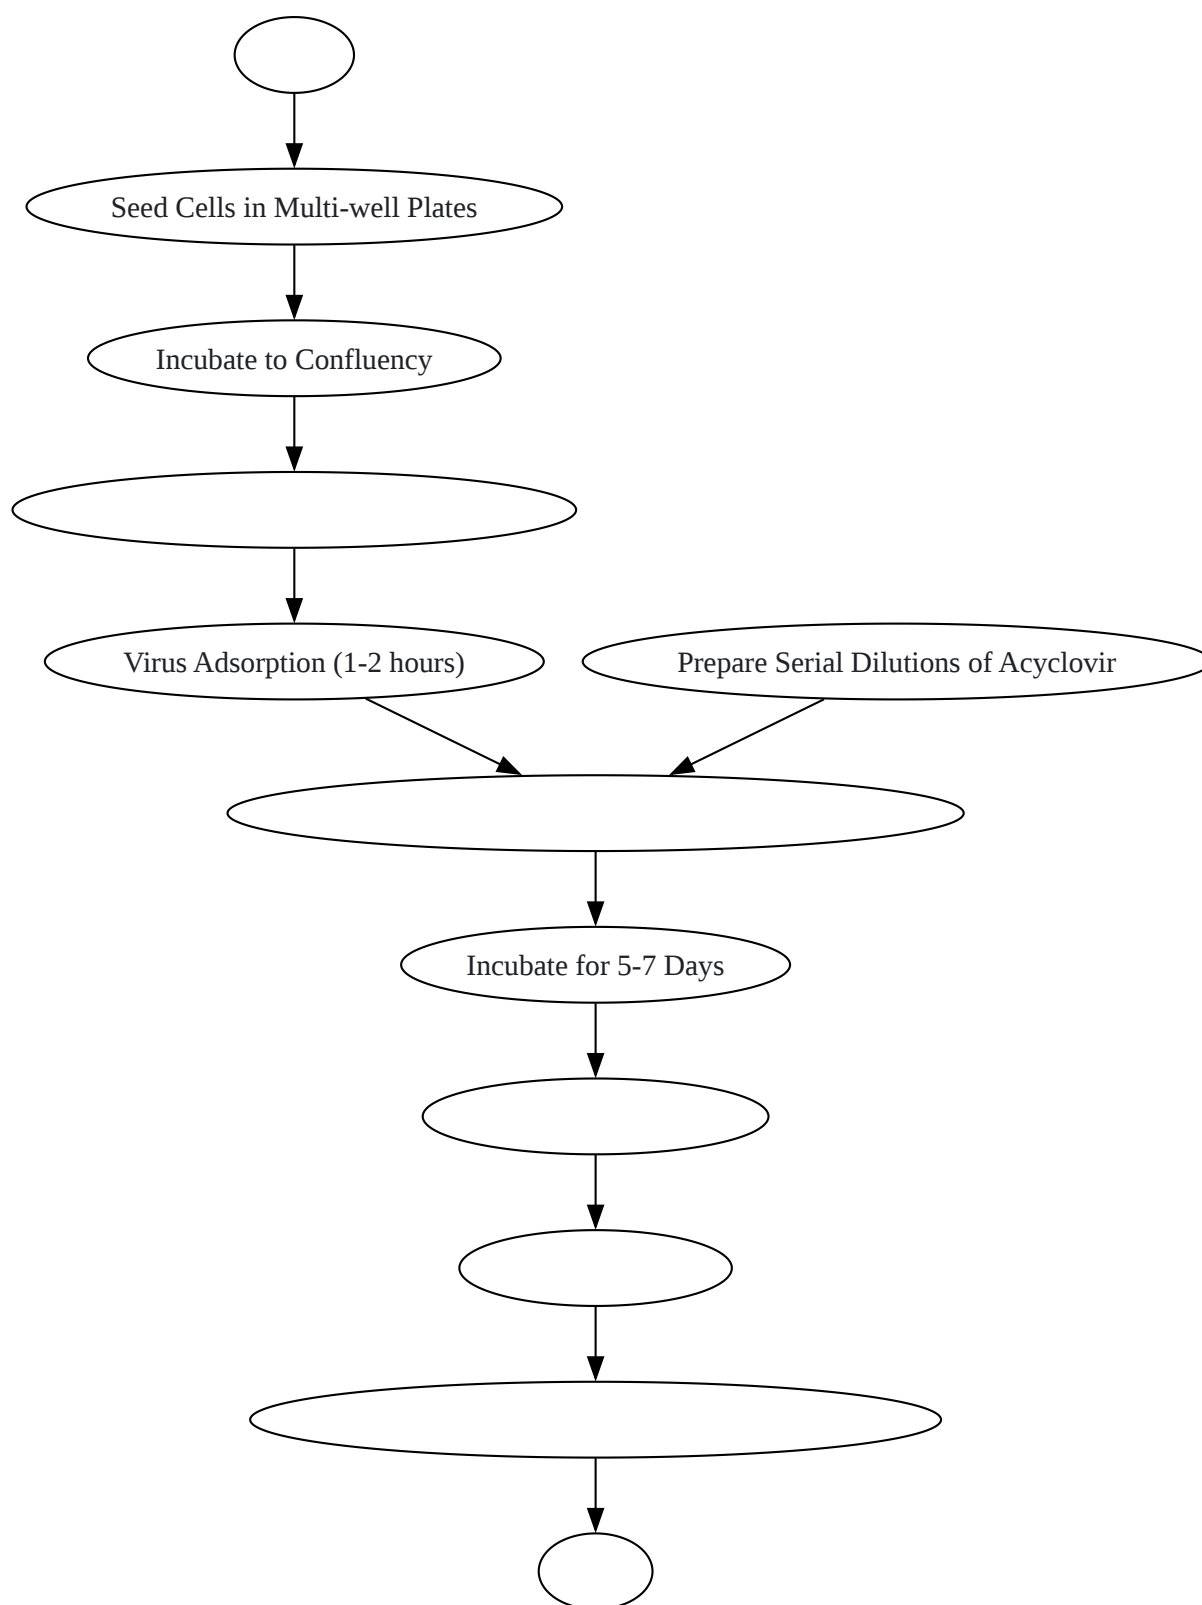 Seed Cells in Multi-well Plates
Incubate to Confluency
Virus Adsorption (1-2 hours)
Prepare Serial Dilutions of Acyclovir
Incubate for 5-7 Days